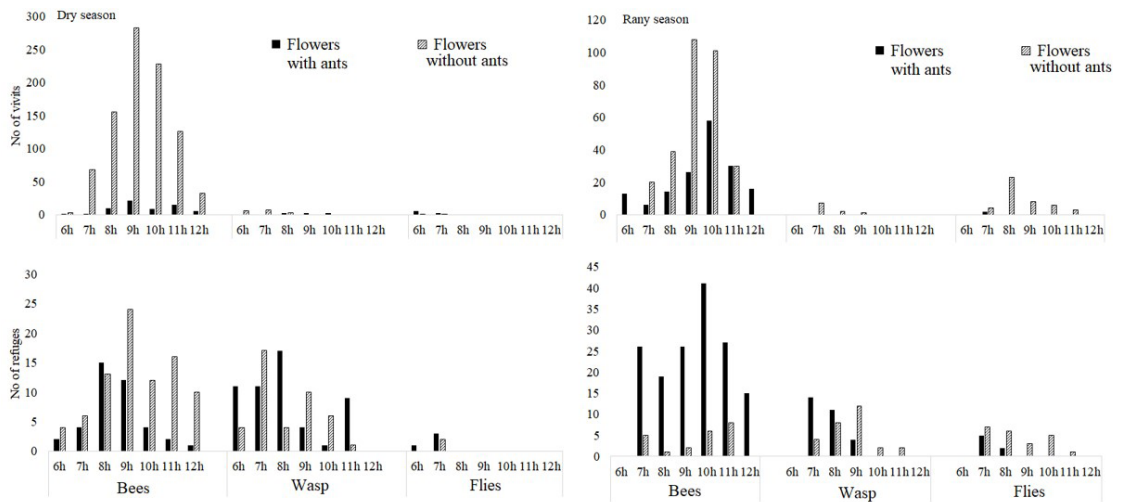 Dry season
Flowers with ants
Flowers without ants
No of vivits
300
250
200
150
100
50
0
6h 7h 8h 9h 10h 11h 12h 6h 7h 8h 9h 10h 11h 12h 6h 7h 8h 9h 10h 11h 12h
Rany season
Flowers with ants
Flowers without ants
120
100
80
60
40
20
0
6h 7h 8h 9h 10h 11h 12h 6h 7h 8h 9h 10h 11h 12h 6h 7h 8h 9h 10h 11h 12h
No of refuges
30
25
20
15
10
5
0
6h 7h 8h 9h 10h 11h 12h 6h 7h 8h 9h 10h 11h 12h 6h 7h 8h 9h 10h 11h 12h
Bees Wasp Flies
45
40
35
30
25
20
15
10
5
0
6h 7h 8h 9h 10h 11h 12h 6h 7h 8h 9h 10h 11h 12h 6h 7h 8h 9h 10h 11h 12h
Bees Wasp Flies